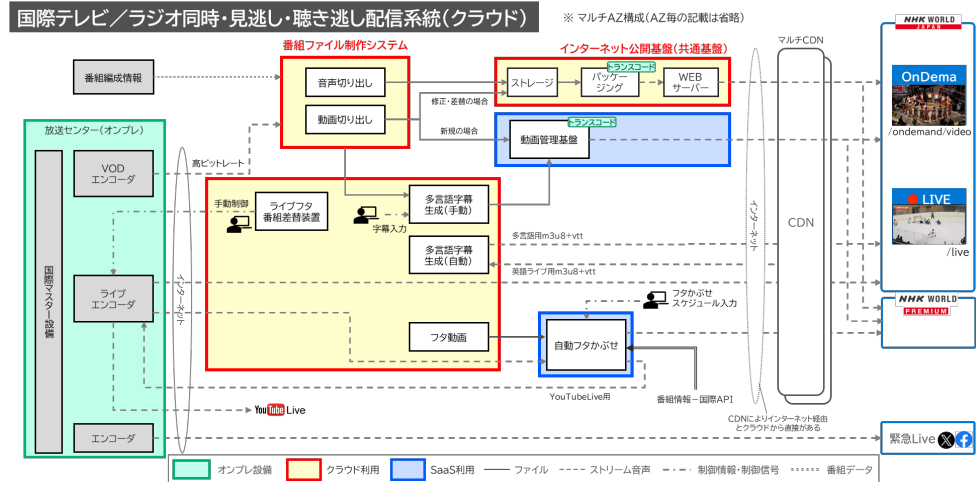 国際テレビ／ラジオ同時・見逃し・聴き逃し配信系統（クラウド）
※ マルチAZ構成（AZ毎の記載は省略）
マルチCDN
NHK WORLD
JAPAN
番組ファイル制作システム
インターネット公開基盤（共通基盤）
番組編成情報
音声切り出し
動画切り出し
修正・差替の場合
新規の場合
ストレージ
トランスコード
パッケー
ジング
WEB
サーバー
トランスコード
動画管理基盤
OnDema
/ondemand/video
放送センター（オンプレ）
国際マスター設備
VOD
エンコーダ
高ビットレート
インターネット
手動制御
ライブフタ
番組差替装置
字幕入力
多言語字幕
生成（手動）
多言語字幕
生成（自動）
多言語用m3u8+vtt
英語ライブ用m3u8+vtt
インターネット
CDN
LIVE
/live
ライブ
エンコーダ
フタかぶせ
スケジュール入力
NHK WORLD
PREMIUM
フタ動画
自動フタかぶせ
YouTubeLive用
番組情報－国際API
YouTube Live
CDNによりインターネット経由
とクラウドから直接がある
エンコーダ
緊急Live
オンプレ設備
クラウド利用
SaaS利用
ファイル
ストリーム音声
制御情報・制御信号
番組データ